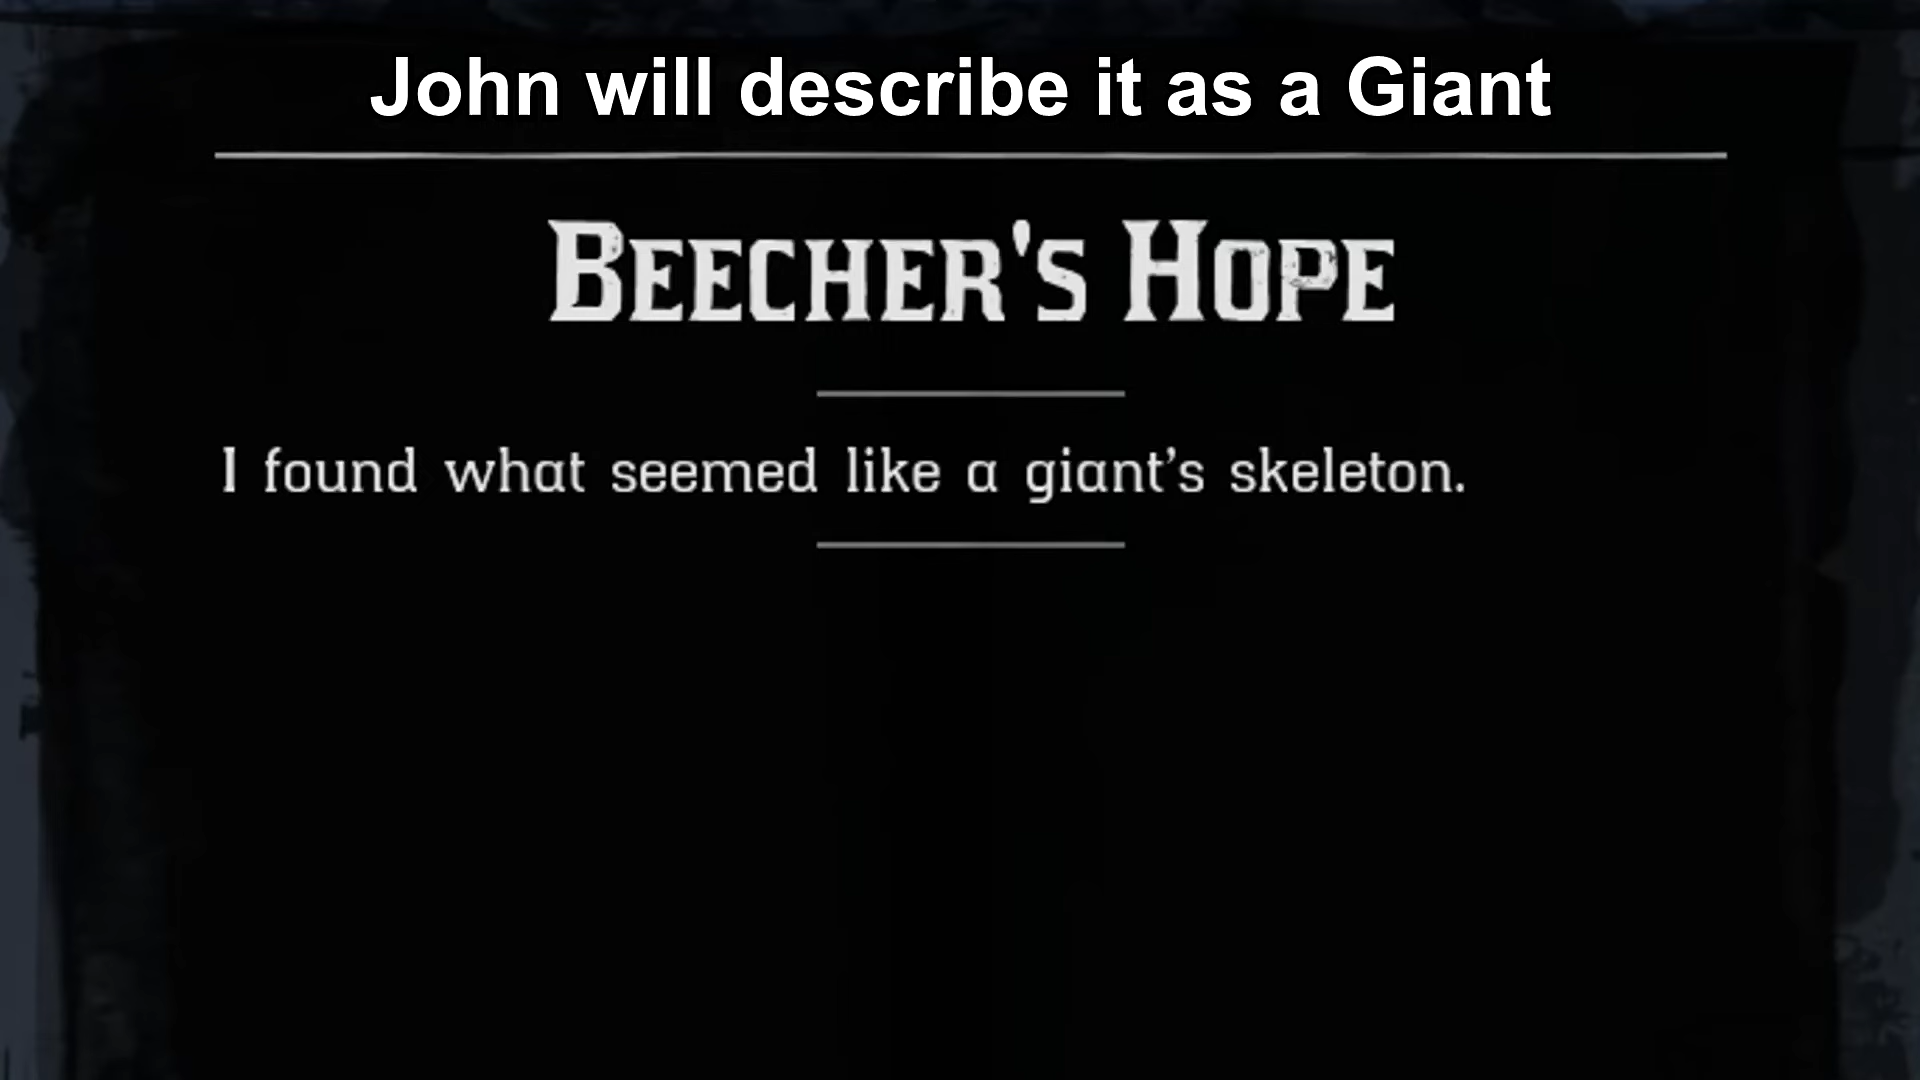 John will describe it as a Giant
BEECHER'S HOPE
I found what seemed like a giant's skeleton.